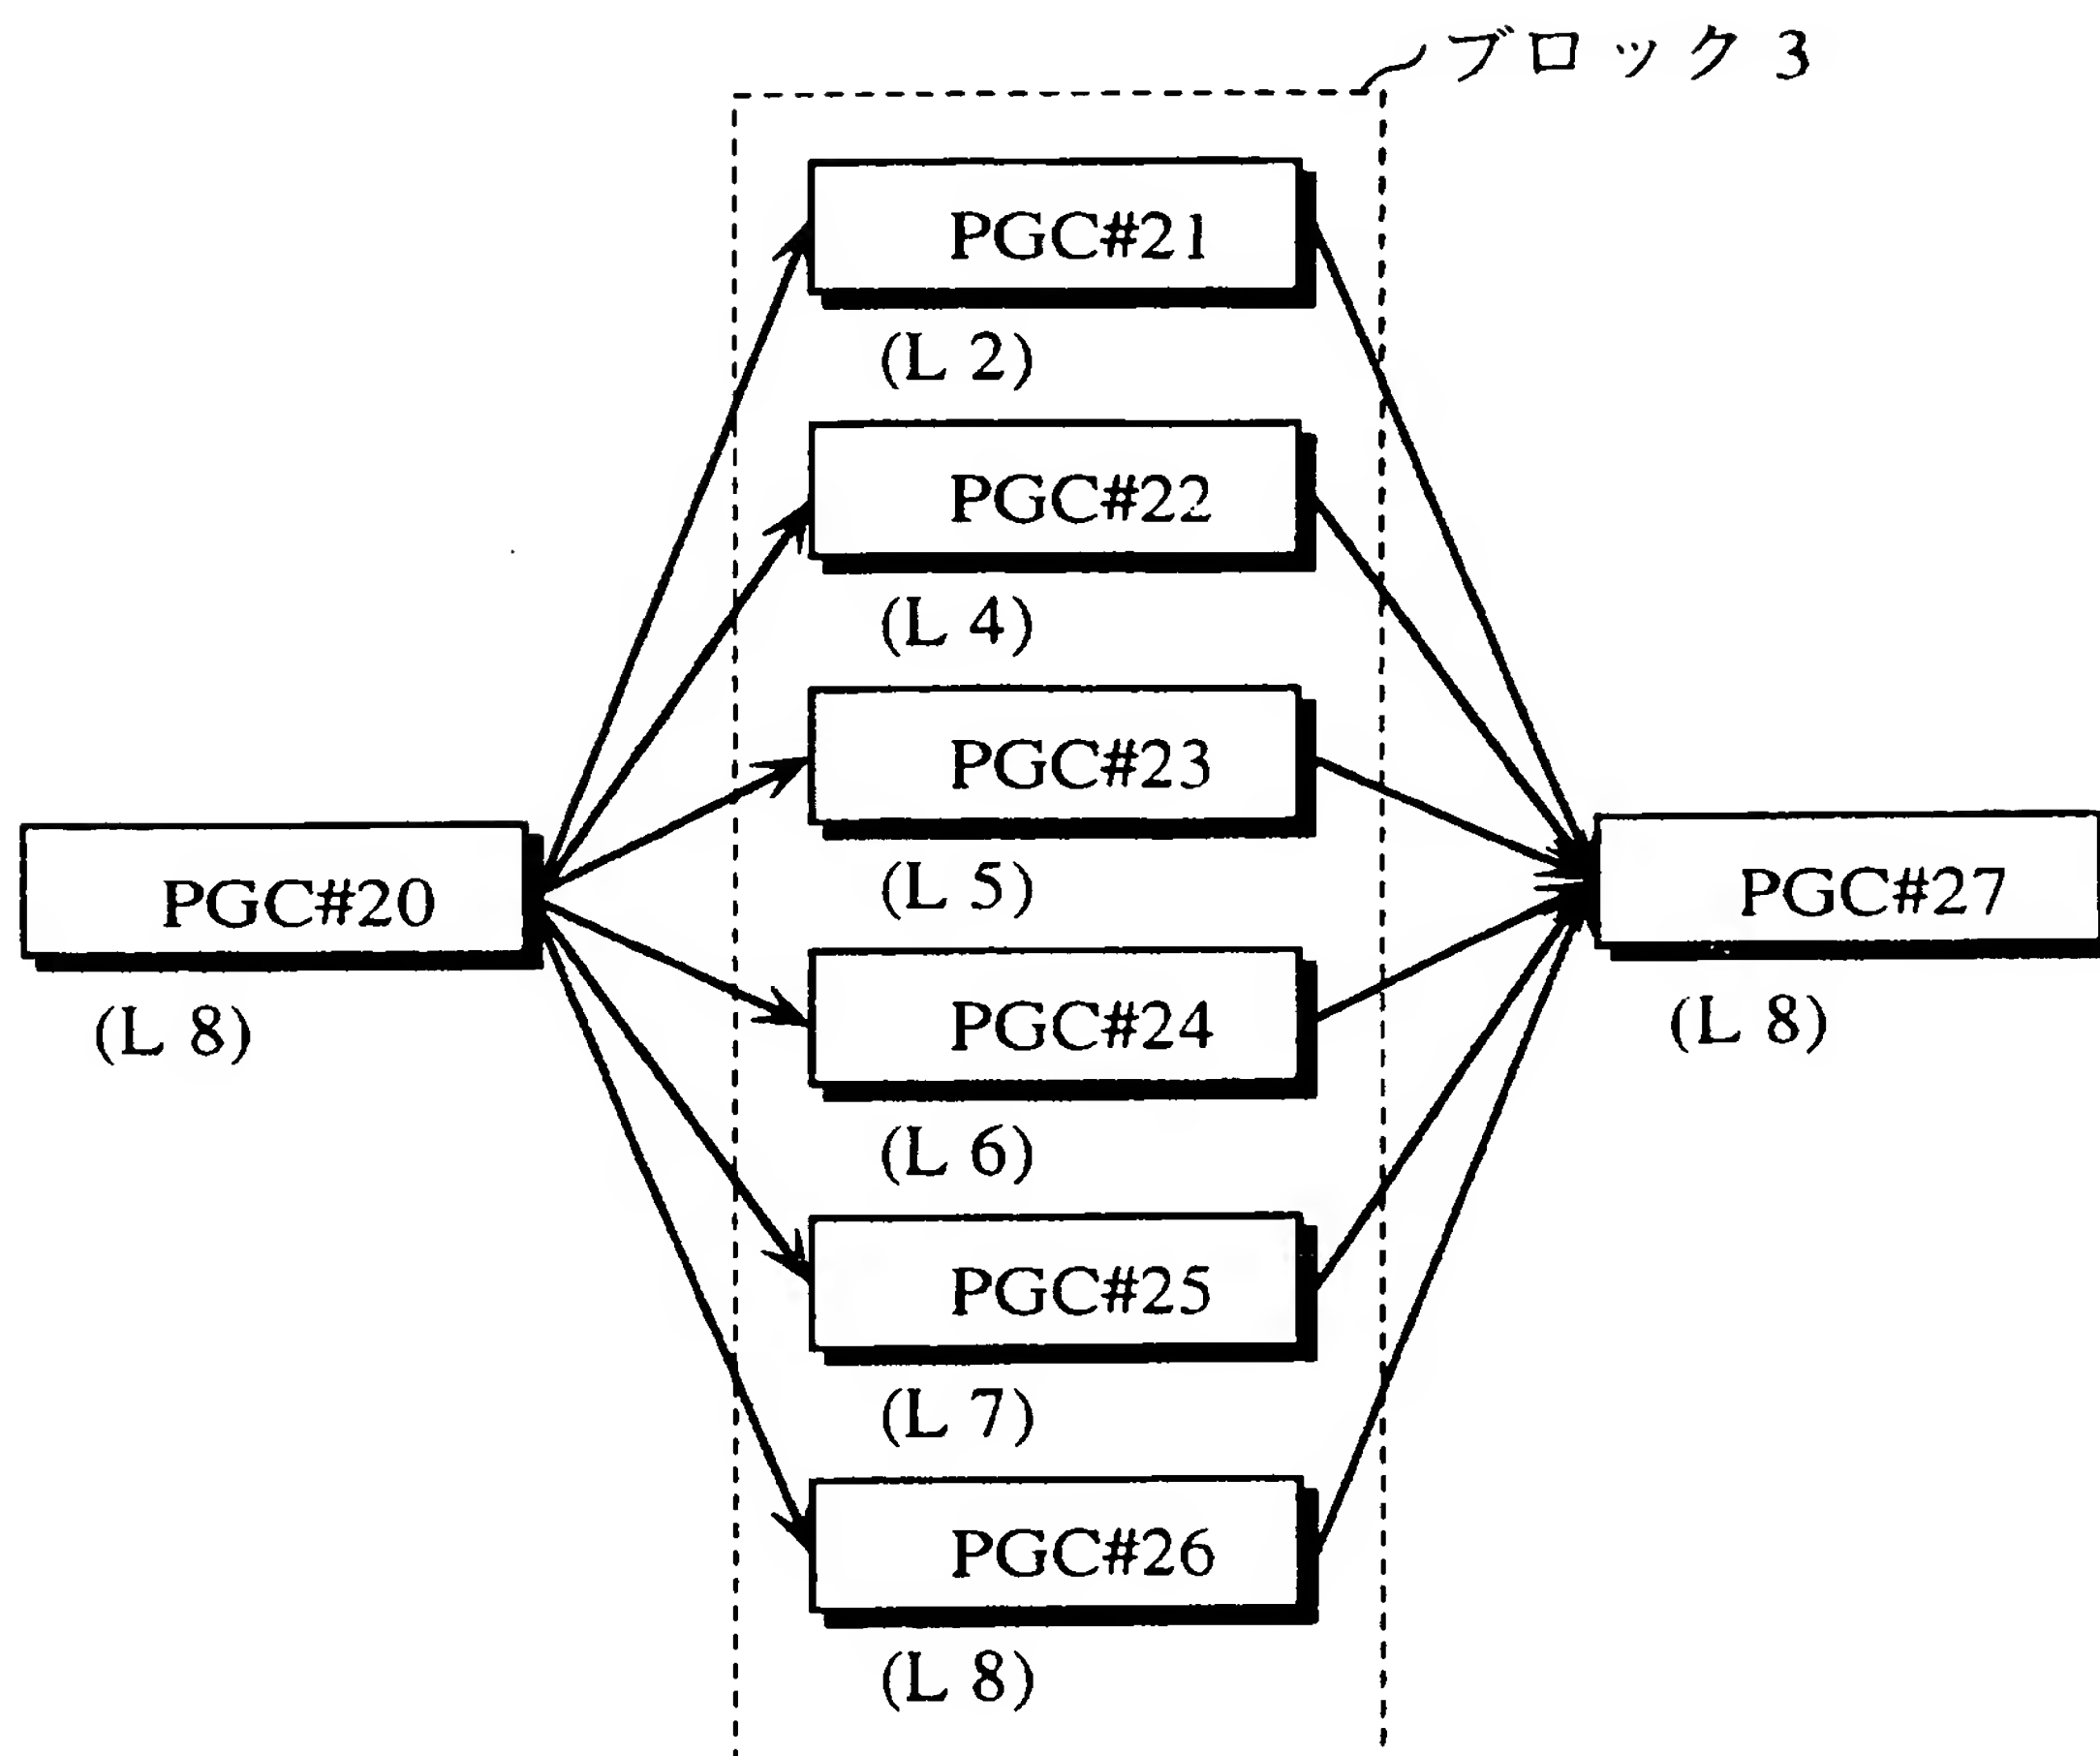 ブロック 3
PGC#21
(L 2)
PGC#22
(L 4)
PGC#23
(L 5)
PGC#20
(L 8)
PGC#24
(L 6)
PGC#27
(L 8)
PGC#25
(L 7)
PGC#26
(L 8)